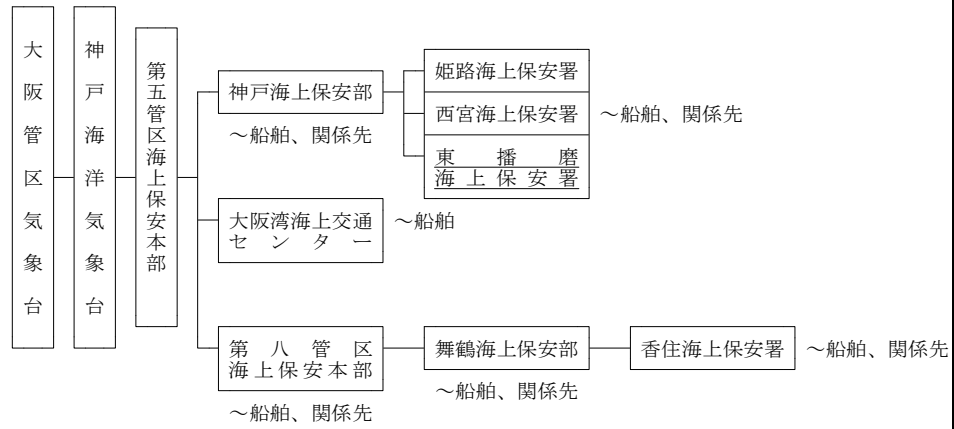 大阪管区気象台
神戸海洋気象台
第五管区海上保安本部
神戸海上保安部
～船舶、関係先
姫路海上保安署
西宮海上保安署
東播磨
海上保安署
～船舶、関係先
大阪湾海上交通
センター
～船舶
第八管区
海上保安本部
～船舶、関係先
舞鶴海上保安部
～船舶、関係先
香住海上保安署
～船舶、関係先